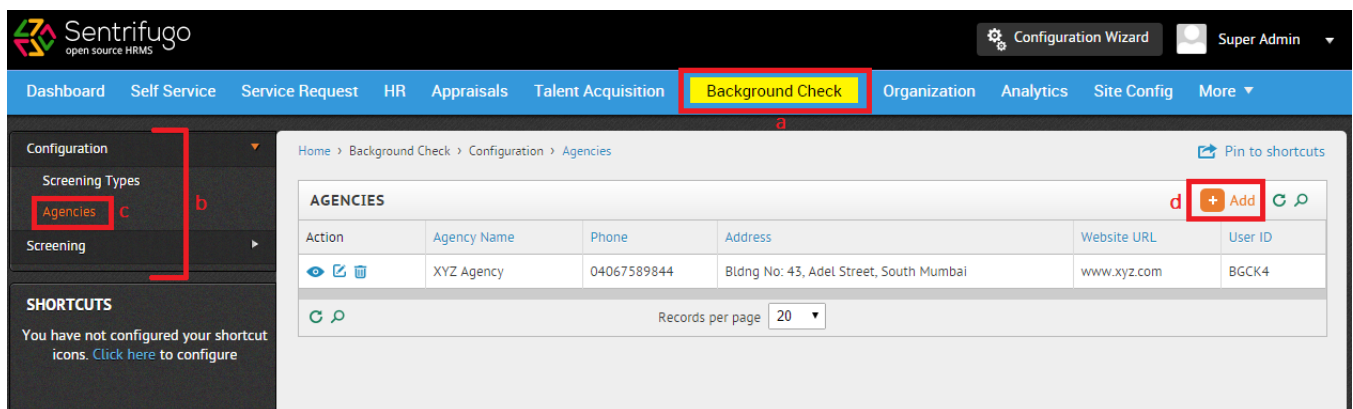 Sentrifugo
open source HRMS
Configuration Wizard Super Admin
Dashboard Self Service Service Request HR Appraisals Talent Acquisition Background Check Organization Analytics Site Config More
a
Configuration
Screening Types
Agencies c
b
Screening
SHORTCUTS
You have not configured your shortcut
icons. Click here to configure
Home › Background Check › Configuration › Agencies
Pin to shortcuts
AGENCIES
d + Add
Action Agency Name Phone Address Website URL User ID
XYZ Agency 04067589844 Bldng No: 43, Adel Street, South Mumbai www.xyz.com BGCK4
Records per page 20